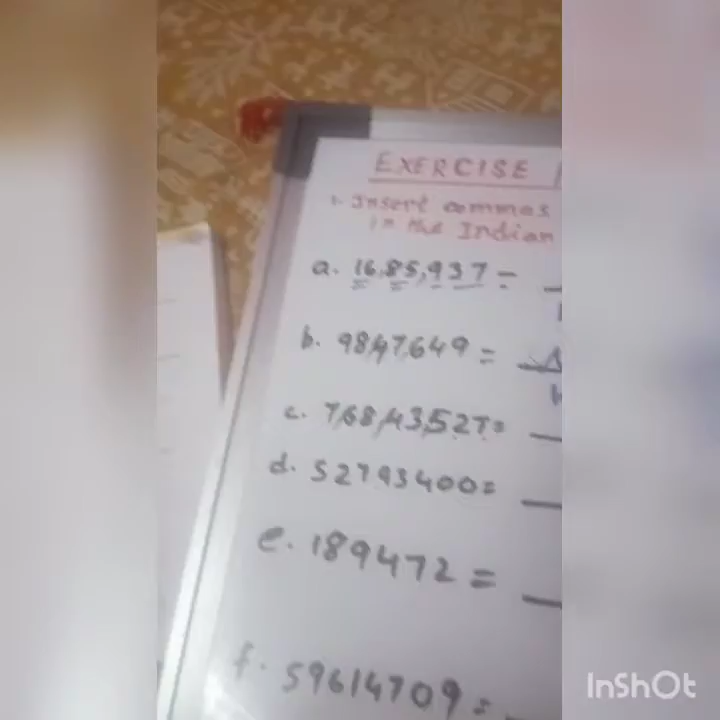 EXERCISE
1. Insert commas
in the Indian
a. 16,85,937 =
b. 98,47,649 =
c. 7,68,43,527 =
d. 52793400 =
e. 189472 =
f. 59614709 =
InShOt